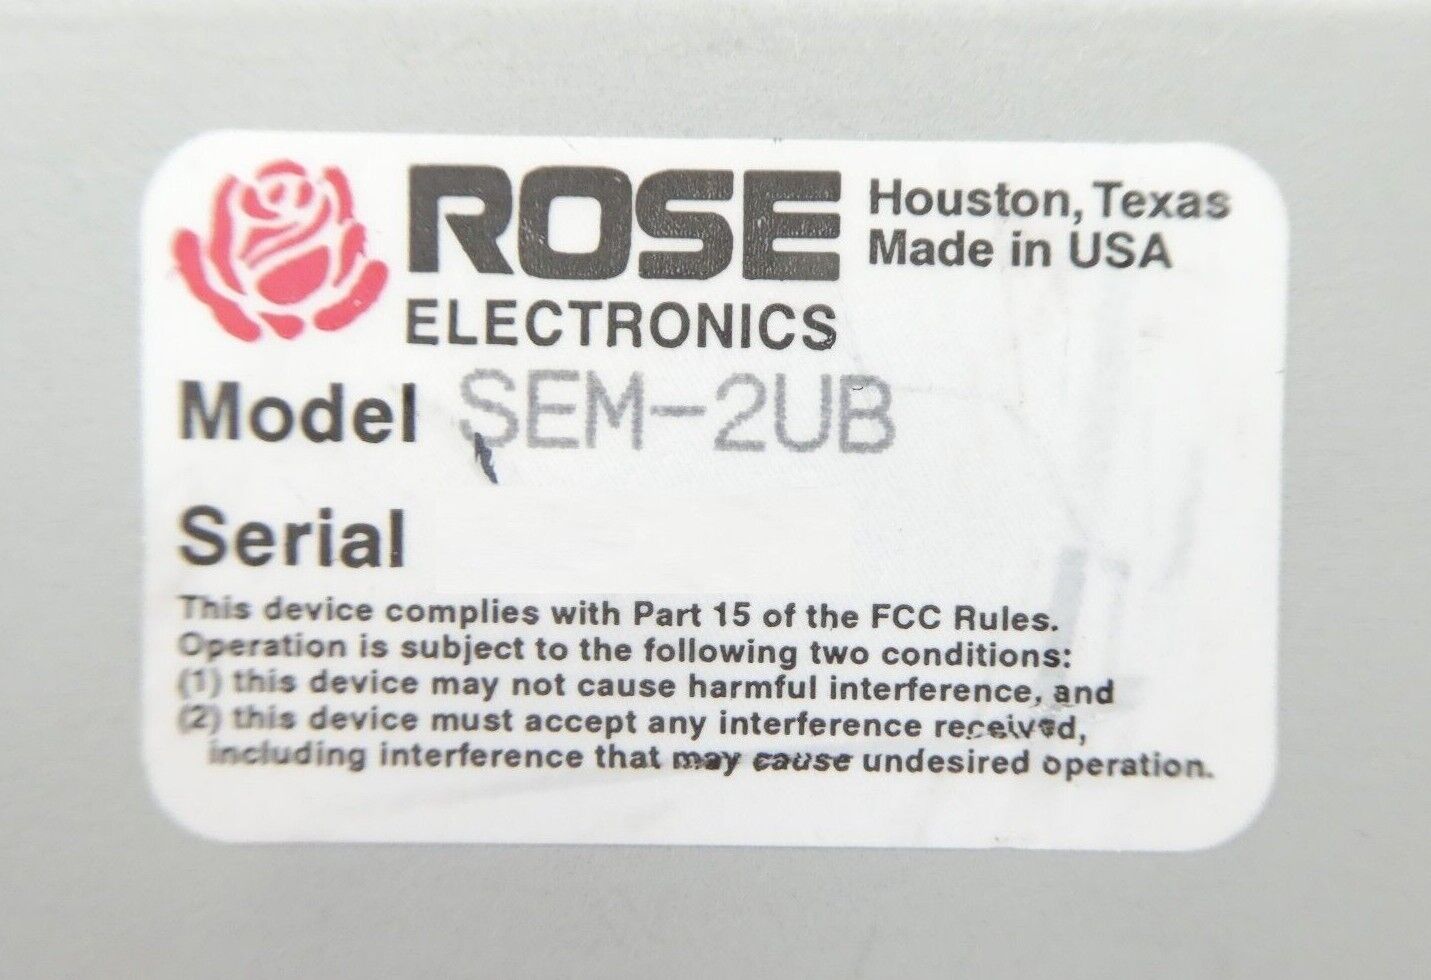 ROSE
ELECTRONICS
Houston, Texas
Made in USA
Model SEM-2UB
Serial
This device complies with Part 15 of the FCC Rules.
Operation is subject to the following two conditions:
(1) this device may not cause harmful interference, and
(2) this device must accept any interference received,
including interference that may cause undesired operation.